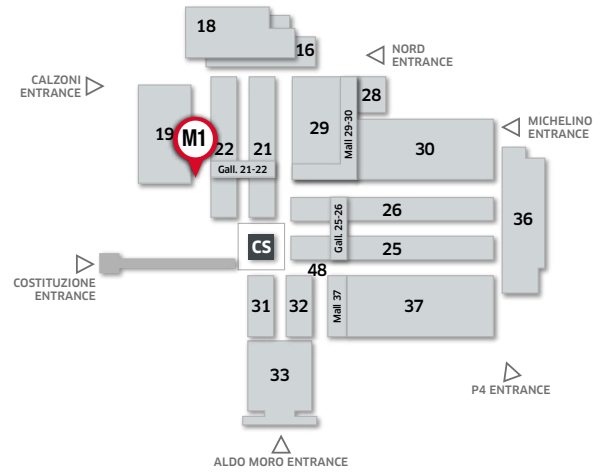 18
16
NORD
ENTRANCE
CALZONI
ENTRANCE
28
MICHELINO
ENTRANCE
19
M1
22
21
29
Mall 29-30
30
Gall. 21-22
36
26
Gall. 25-26
CS
25
48
COSTITUZIONE
ENTRANCE
31
32
Mall 37
37
33
P4 ENTRANCE
ALDO MORO ENTRANCE